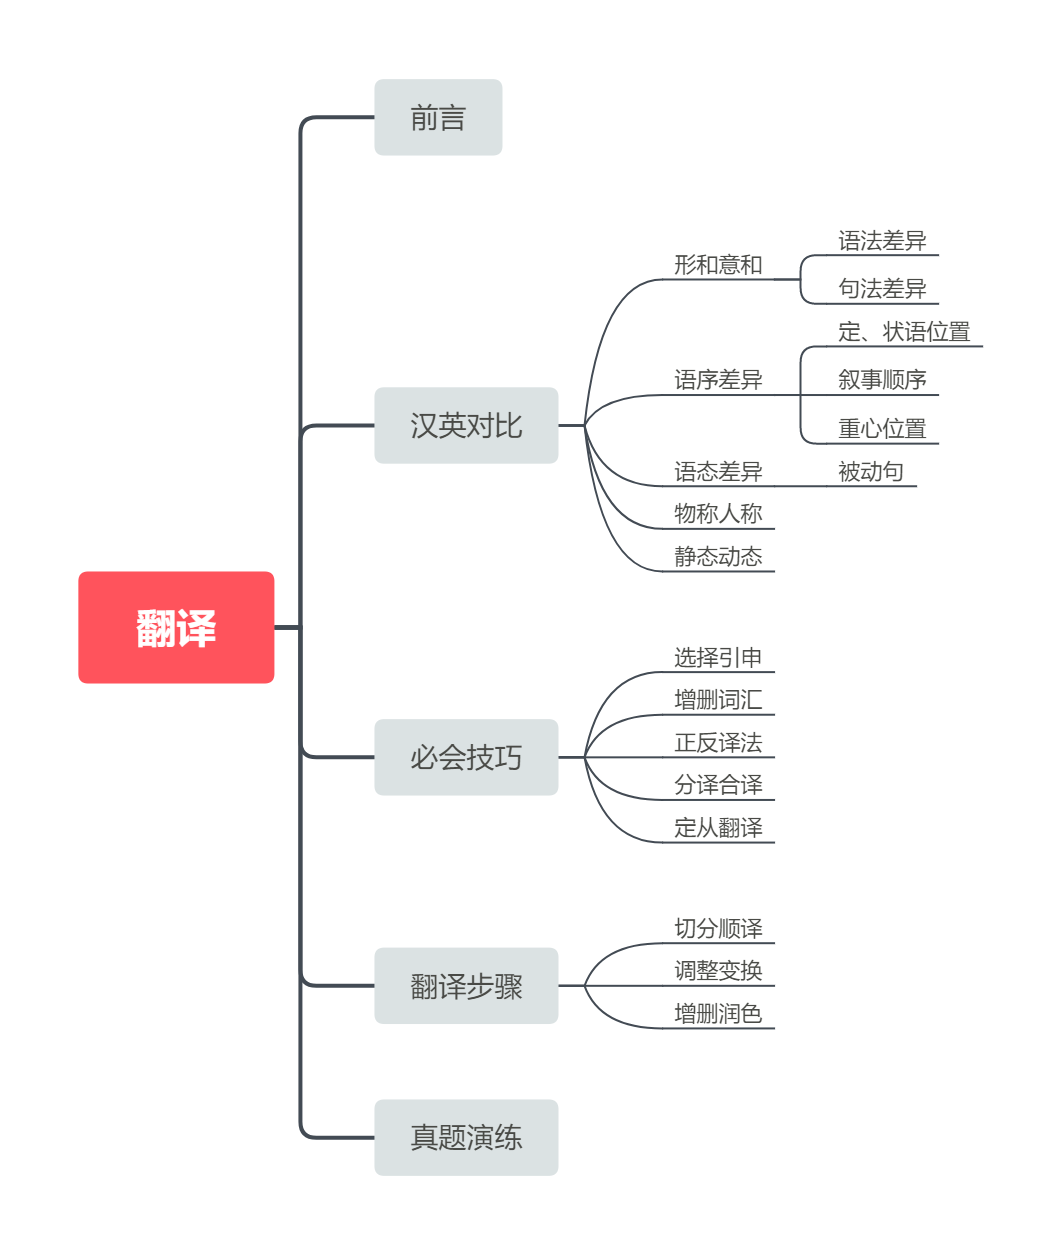 翻译
前言
汉英对比
形和意和
语法差异
句法差异
语序差异
定、状语位置
叙事顺序
重心位置
语态差异
被动句
物称人称
静态动态
必会技巧
选择引申
增删词汇
正反译法
分译合译
定从翻译
翻译步骤
切分顺译
调整变换
增删润色
真题演练